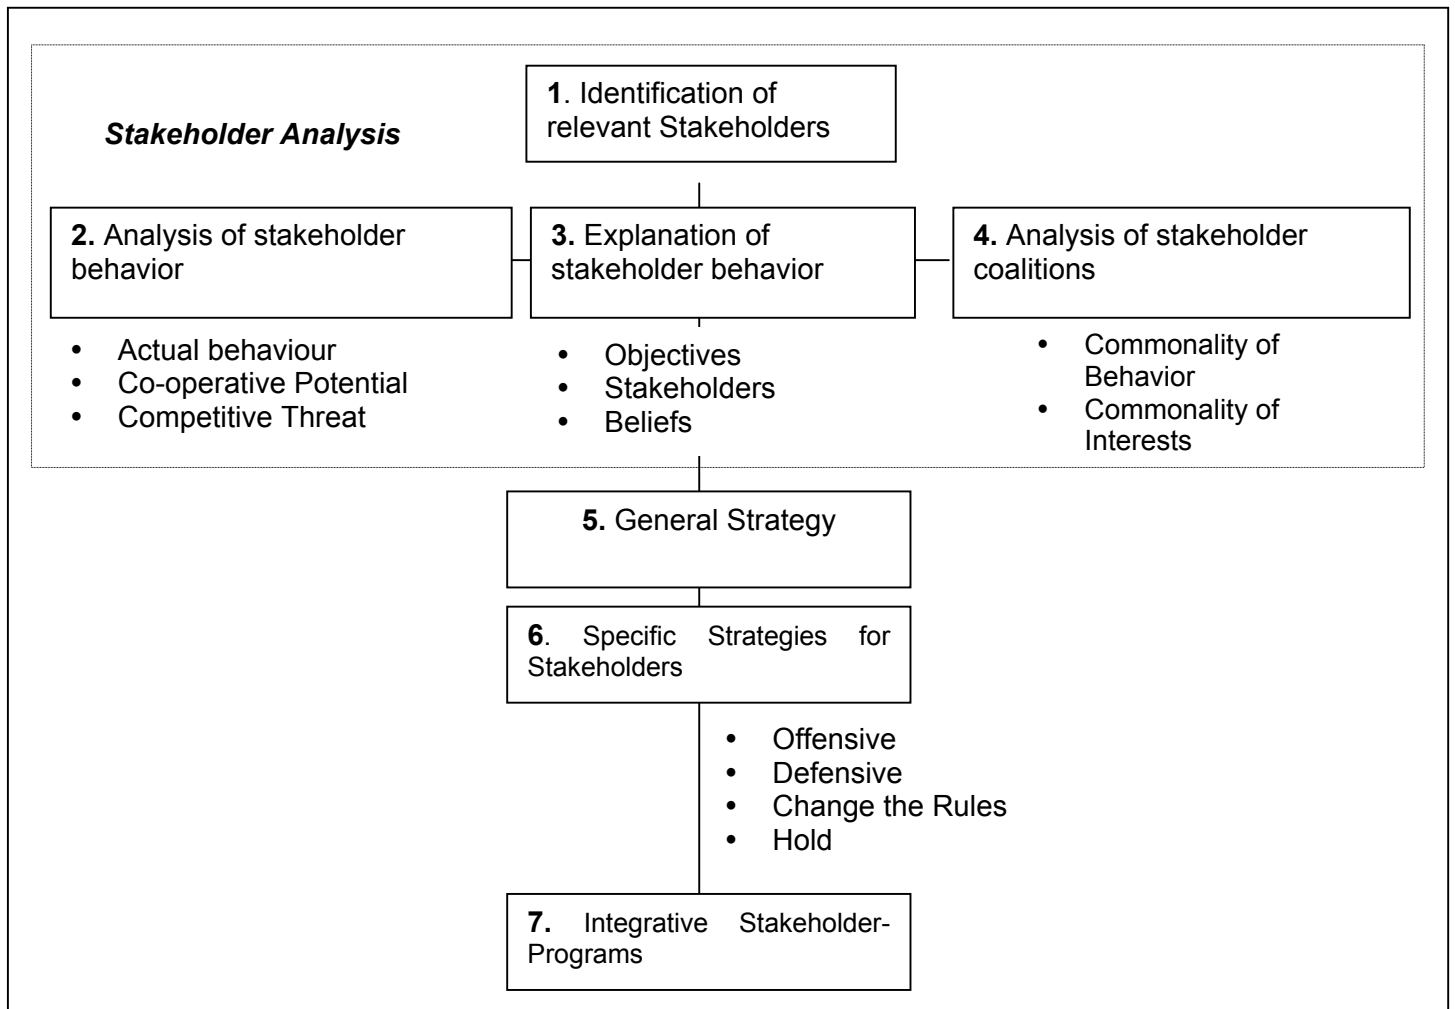 Stakeholder Analysis
1. Identification of
relevant Stakeholders
2. Analysis of stakeholder
behavior
3. Explanation of
stakeholder behavior
4. Analysis of stakeholder
coalitions
• Actual behaviour
• Co-operative Potential
• Competitive Threat
• Objectives
• Stakeholders
• Beliefs
• Commonality of
Behavior
• Commonality of
Interests
5. General Strategy
6. Specific Strategies for
Stakeholders
• Offensive
• Defensive
• Change the Rules
• Hold
7. Integrative Stakeholder-
Programs